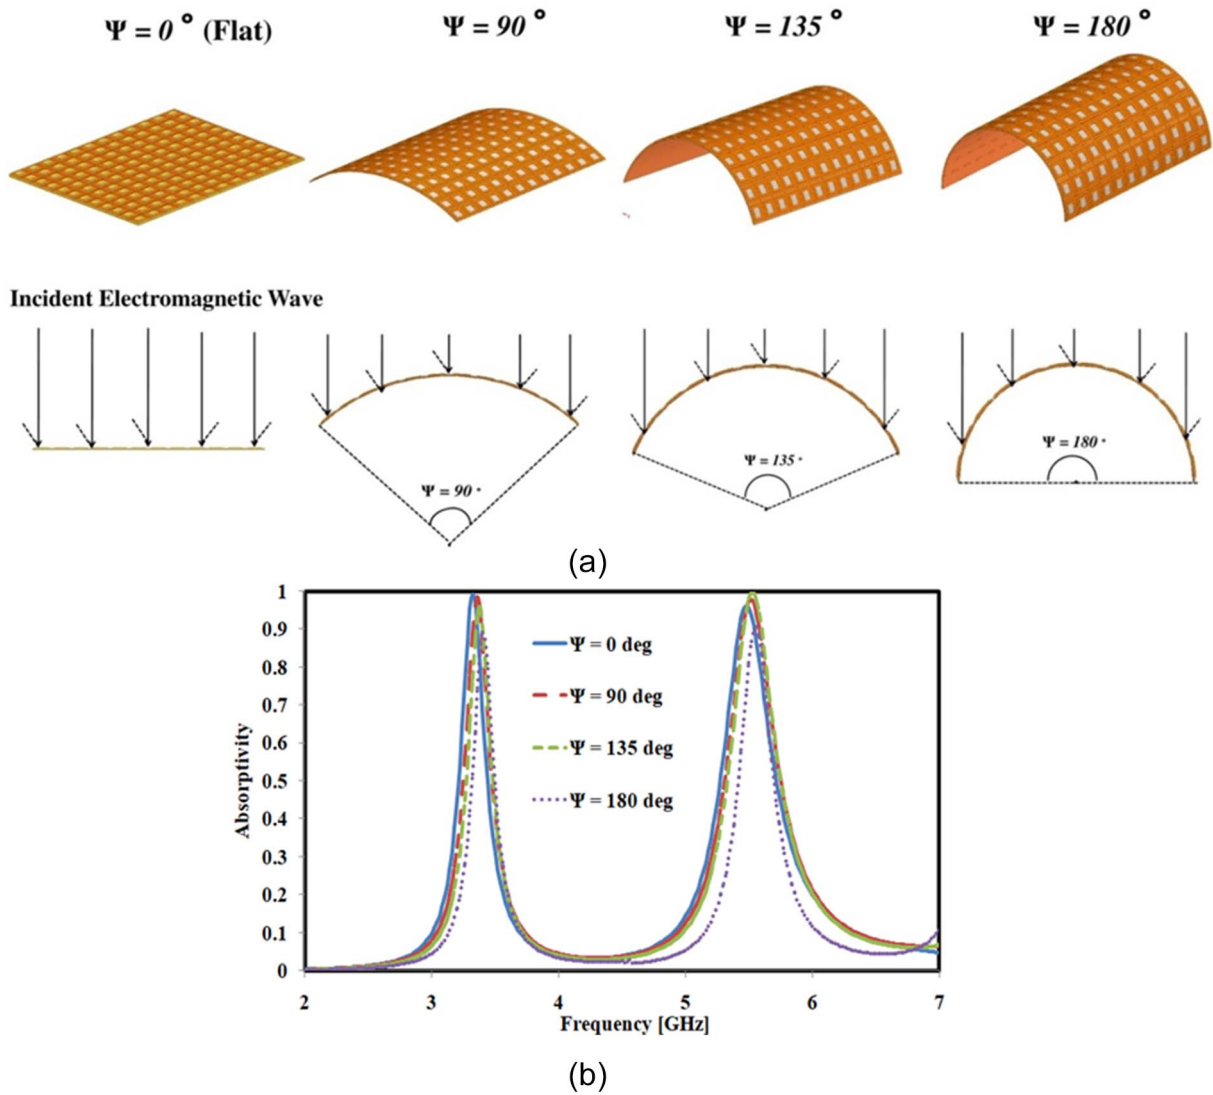 Ψ = 0 ° (Flat)
Ψ = 90 °
Ψ = 135 °
Ψ = 180 °
Incident Electromagnetic Wave
Ψ = 90 °
Ψ = 135 °
Ψ = 180 °
(a)
1
0.9
0.8
0.7
0.6
0.5
0.4
0.3
0.2
0.1
0
Absorptivity
Ψ = 0 deg
Ψ = 90 deg
Ψ = 135 deg
Ψ = 180 deg
2 3 4 5 6 7
Frequency [GHz]
(b)